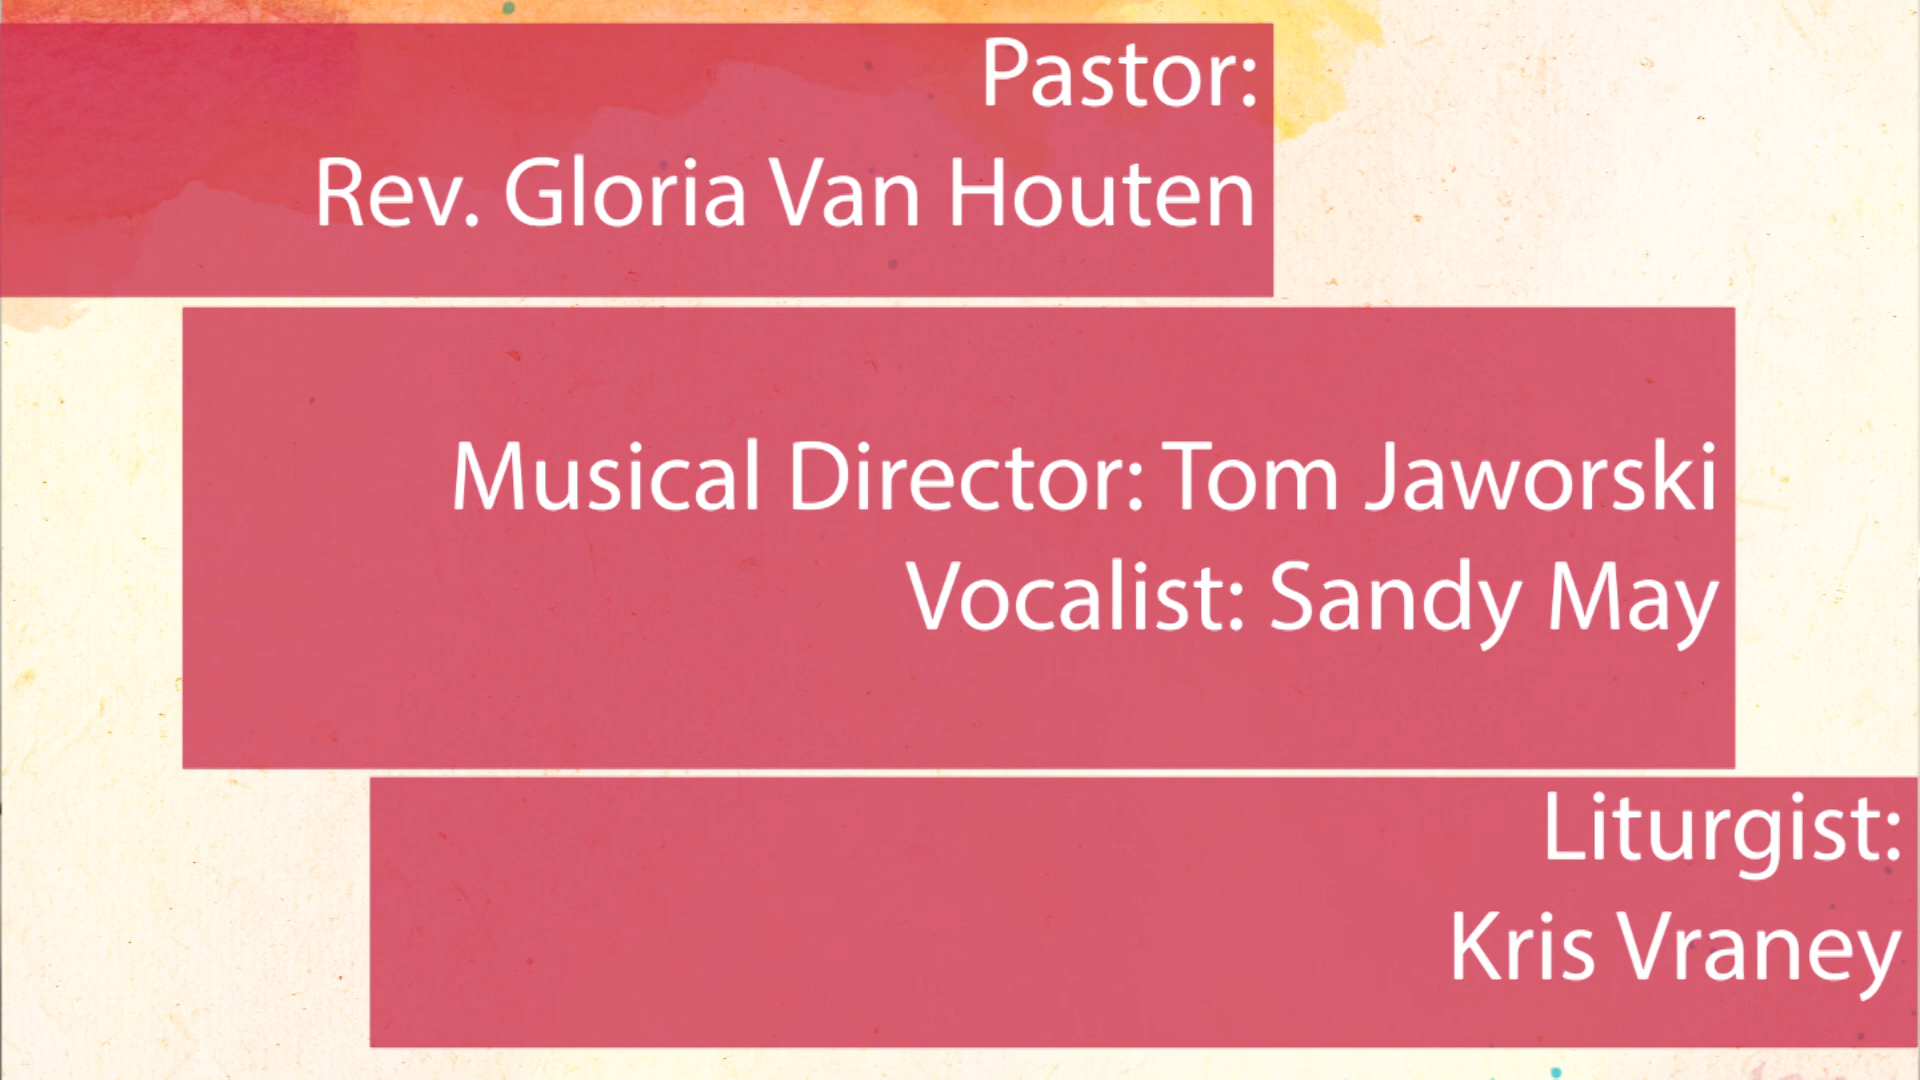 Pastor:
Rev. Gloria Van Houten
Musical Director: Tom Jaworski
Vocalist: Sandy May
Liturgist:
Kris Vraney